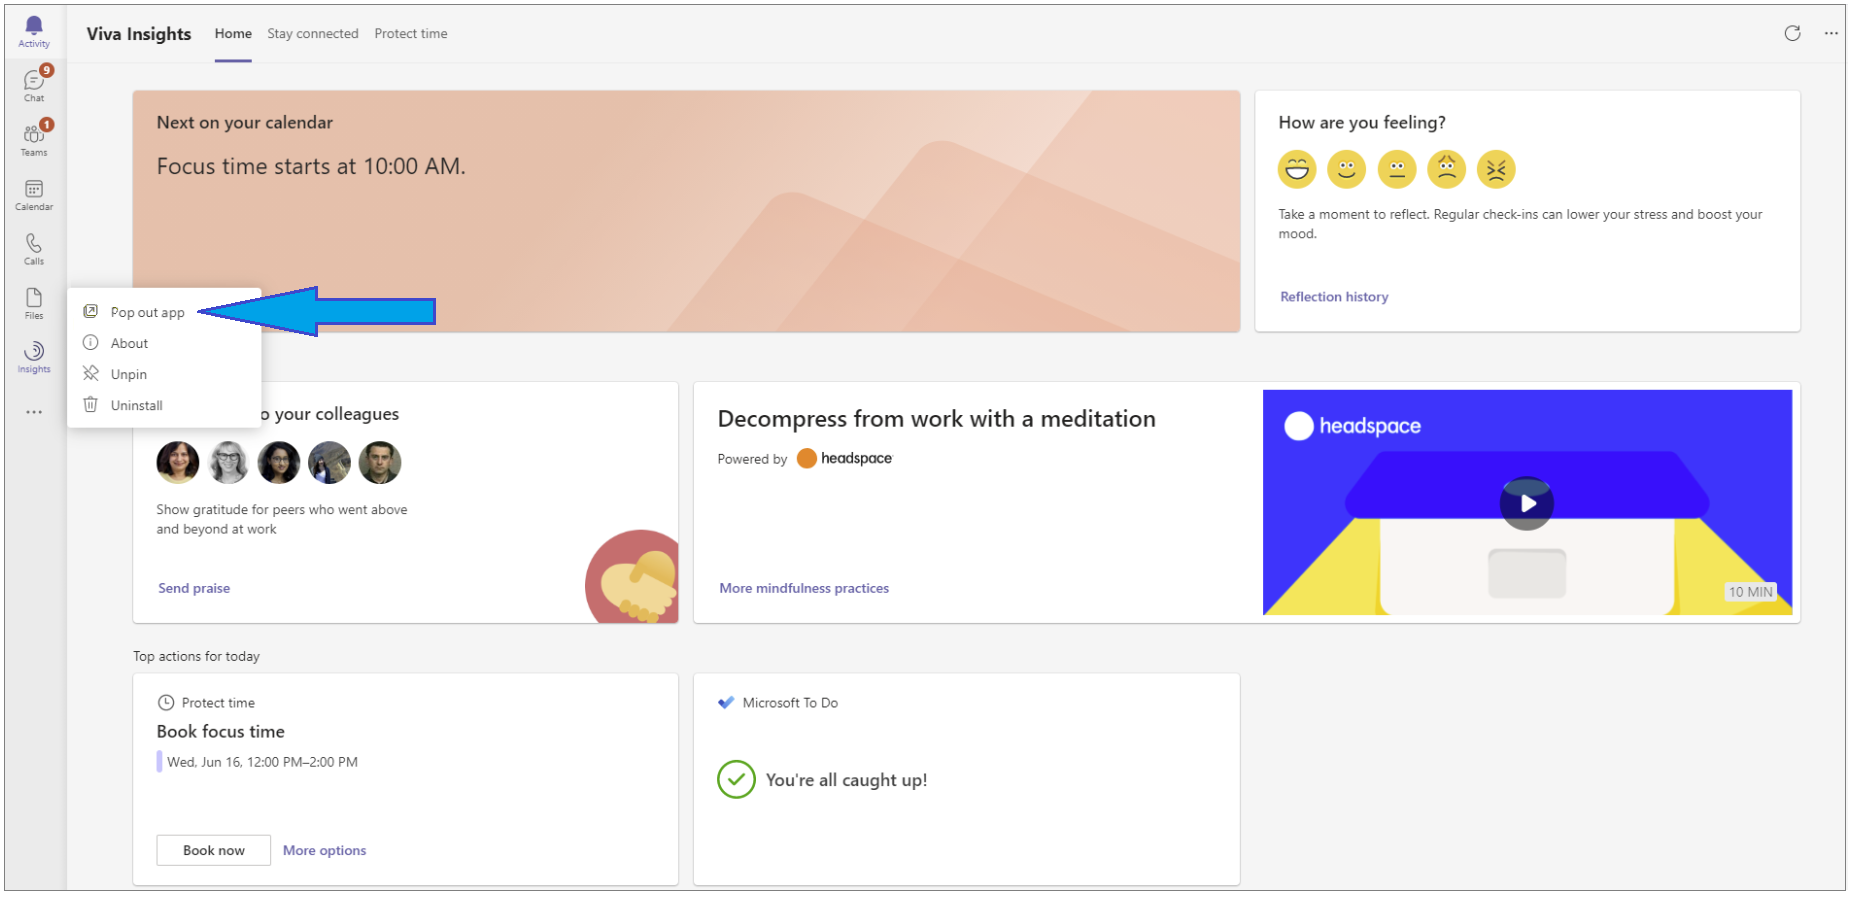 Activity
9
Chat
1
Teams
Calendar
Calls
Files
Insights
Viva Insights
Home
Stay connected
Protect time
Next on your calendar
Focus time starts at 10:00 AM.
How are you feeling?
Take a moment to reflect. Regular check-ins can lower your stress and boost your
mood.
Reflection history
Pop out app
About
Unpin
Uninstall
o your colleagues
Show gratitude for peers who went above
and beyond at work
Send praise
Decompress from work with a meditation
Powered by headspace
More mindfulness practices
headspace
10 MIN
Top actions for today
Protect time
Book focus time
Wed, Jun 16, 12:00 PM–2:00 PM
Book now
More options
Microsoft To Do
You're all caught up!